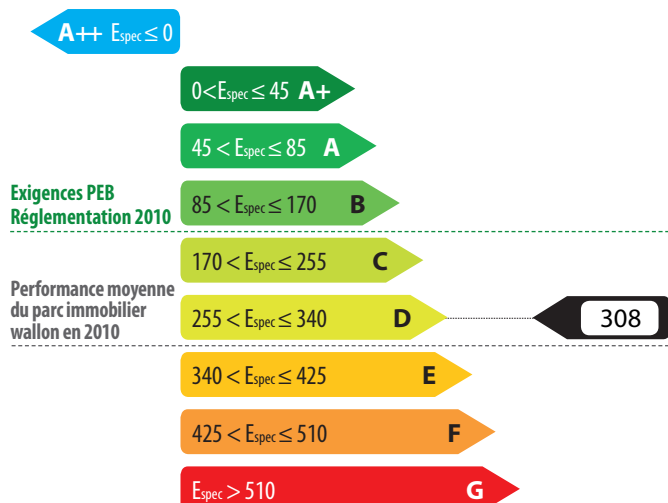 A++ Espec ≤ 0
0<Espec ≤ 45 A+
45 < Espec ≤ 85 A
Exigences PEB
Réglementation 2010
85 < Espec ≤ 170 B
170 < Espec ≤ 255 C
Performance moyenne
du parc immobilier
wallon en 2010
255 < Espec ≤ 340 D
308
340 < Espec ≤ 425 E
425 < Espec ≤ 510 F
Espec > 510 G